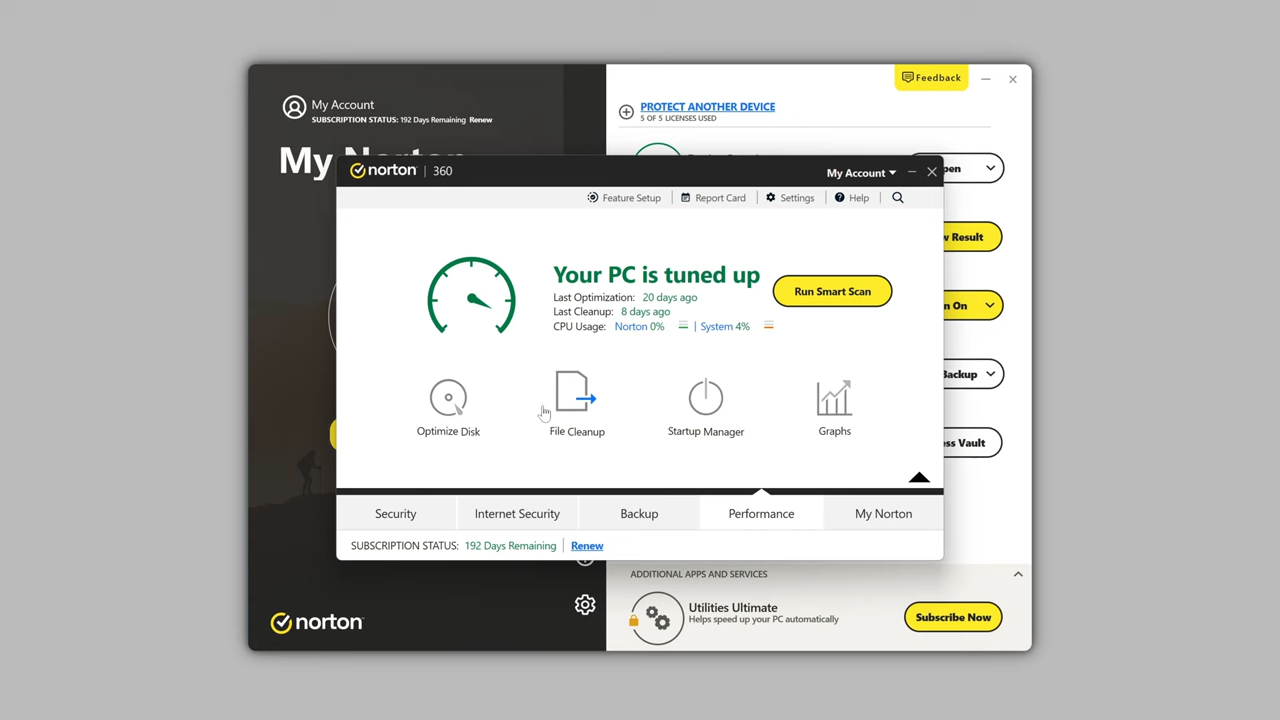 Feedback
My Account
SUBSCRIPTION STATUS: 192 Days Remaining Renew
PROTECT ANOTHER DEVICE
5 OF 5 LICENSES USED
My
norton | 360
My Account
Feature Setup
Report Card
Settings
Help
Your PC is tuned up
Run Smart Scan
Last Optimization: 20 days ago
Last Cleanup: 8 days ago
CPU Usage: Norton 0% | System 4%
Result
On
Backup
Vault
Optimize Disk
File Cleanup
Startup Manager
Graphs
Security
Internet Security
Backup
Performance
My Norton
SUBSCRIPTION STATUS: 192 Days Remaining | Renew
ADDITIONAL APPS AND SERVICES
Utilities Ultimate
Helps speed up your PC automatically
Subscribe Now
norton